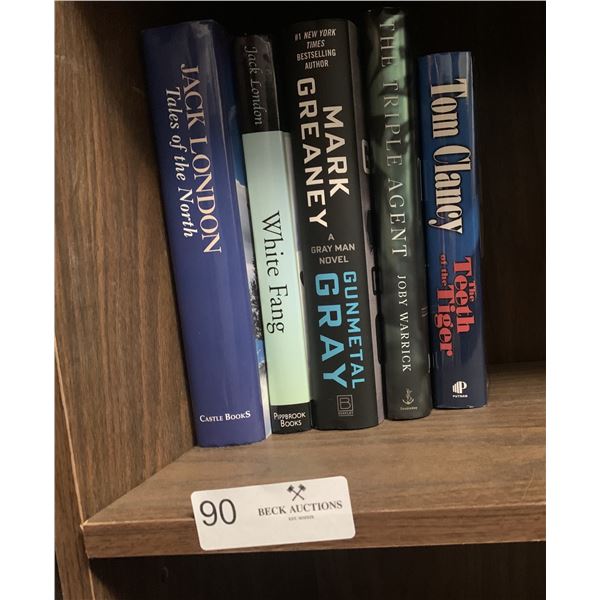 JACK LONDON
Tales of the North
CASTLE BOOKS
Jack London
White Fang
PIPPBROOK
BOOKS
#1 NEW YORK
TIMES
BESTSELLING
AUTHOR
MARK
GREANEY
A
GRAY MAN
NOVEL
GUNMETAL
GRAY
B
BERKLEY
THE TRIPLE AGENT
JOBY WARRICK
Doubleday
Tom Clancy
The
Teeth
of the
Tiger
P
PUTNAM
90
BECK AUCTIONS